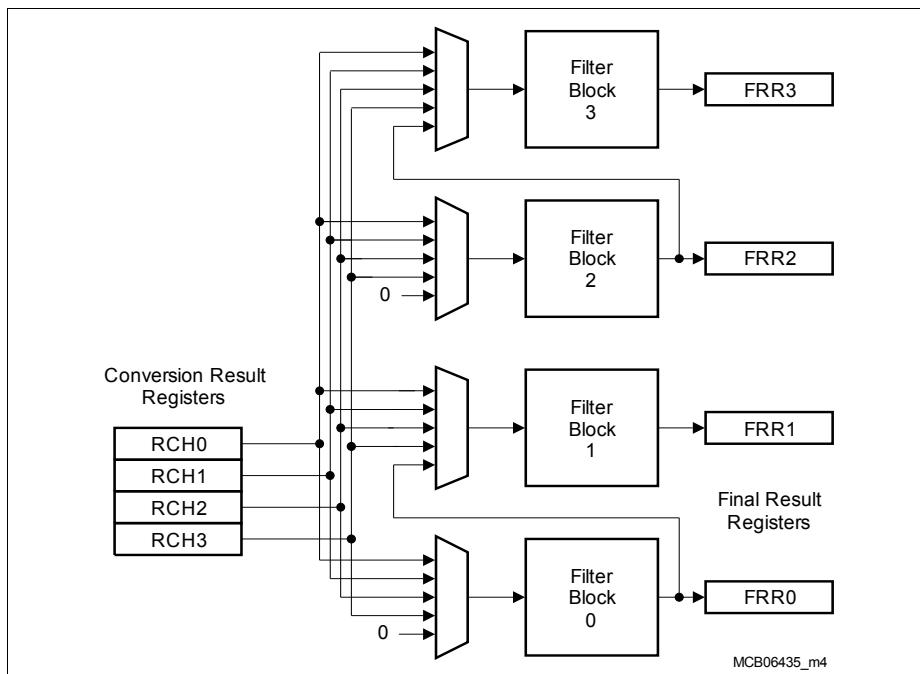 Filter
Block
3
FRR3
Filter
Block
2
FRR2
0
Conversion Result
Registers
RCH0
RCH1
RCH2
RCH3
Filter
Block
1
FRR1
Final Result
Registers
Filter
Block
0
FRR0
0
MCB06435_m4